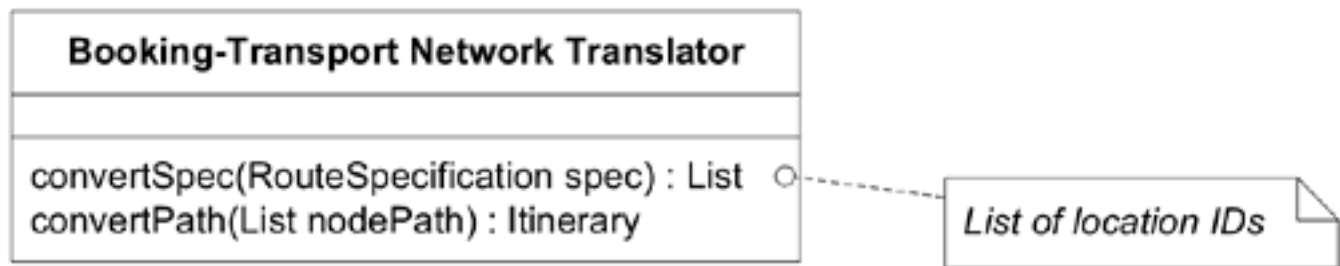 Booking-Transport Network Translator
convertSpec(RouteSpecification spec) : List
convertPath(List nodePath) : Itinerary
List of location IDs